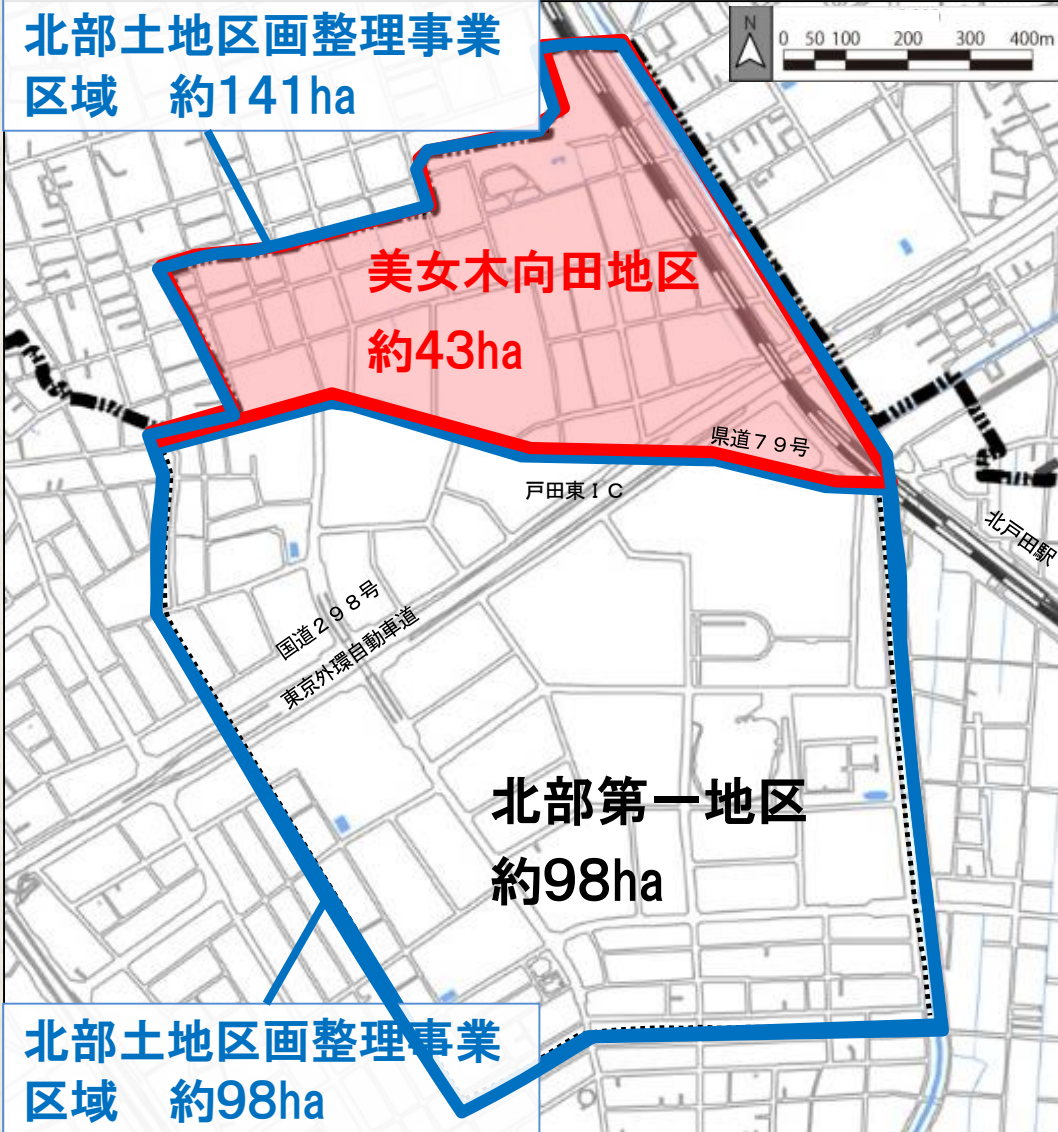 北部土地区画整理事業
区域　約141ha
N
0 50 100 200 300 400m
美女木向田地区
約43ha
県道７９号
戸田東ＩＣ
北戸田駅
国道２９８号
東京外環自動車道
北部第一地区
約98ha
北部土地区画整理事業
区域　約98ha